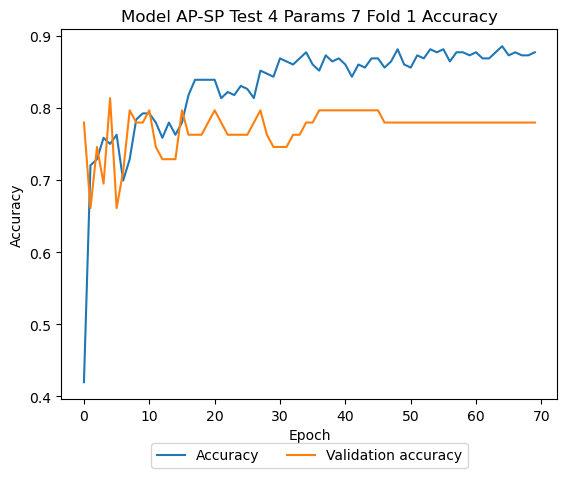 Model AP-SP Test 4 Params 7 Fold 1 Accuracy
0.9
0.8
0.7
0.6
0.5
0.4
Accuracy
0 10 20 30 40 50 60 70
Epoch
Accuracy Validation accuracy